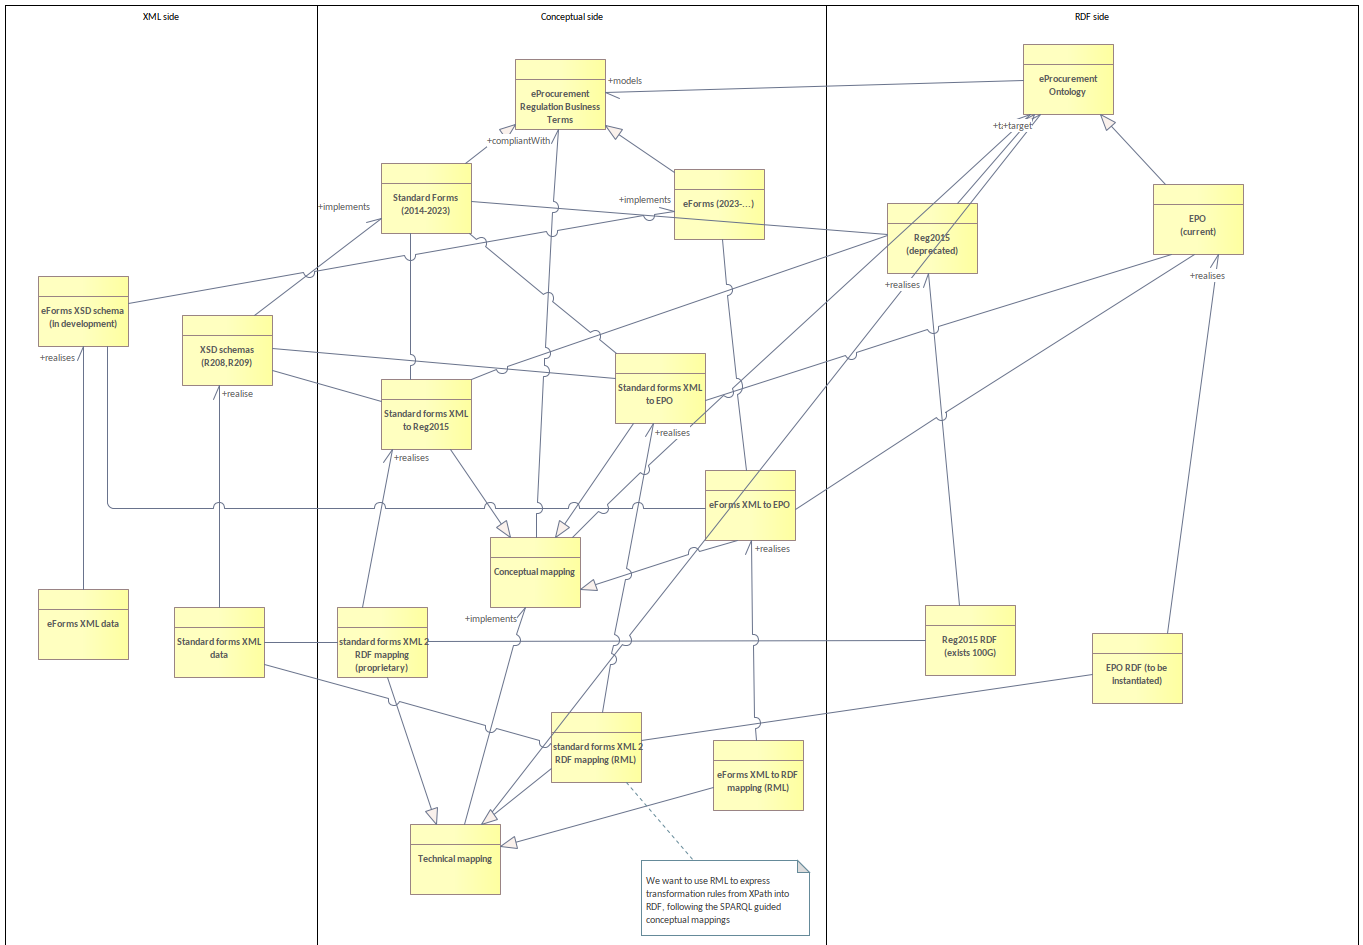 XML side
Conceptual side
RDF side
eProcurement
Ontology
+models
eProcurement
Regulation Business
Terms
+target
+compliantWith
Standard Forms
(2014-2023)
+implements
+implements
eForms (2023-...)
Reg2015
(deprecated)
EPO
(current)
+realises
+realises
eForms XSD schema
(in development)
XSD schemas
(R208,R209)
+realises
+realise
Standard forms XML
to EPO
Standard forms XML
to Reg2015
+realises
+realises
eForms XML to EPO
+realises
Conceptual mapping
+implements
eForms XML data
Standard forms XML
data
standard forms XML 2
RDF mapping
(proprietary)
Reg2015 RDF
(exists 100G)
EPO RDF (to be
instantiated)
standard forms XML 2
RDF mapping (RML)
eForms XML to RDF
mapping (RML)
Technical mapping
We want to use RML to express
transformation rules from XPath into
RDF, following the SPARQL guided
conceptual mappings